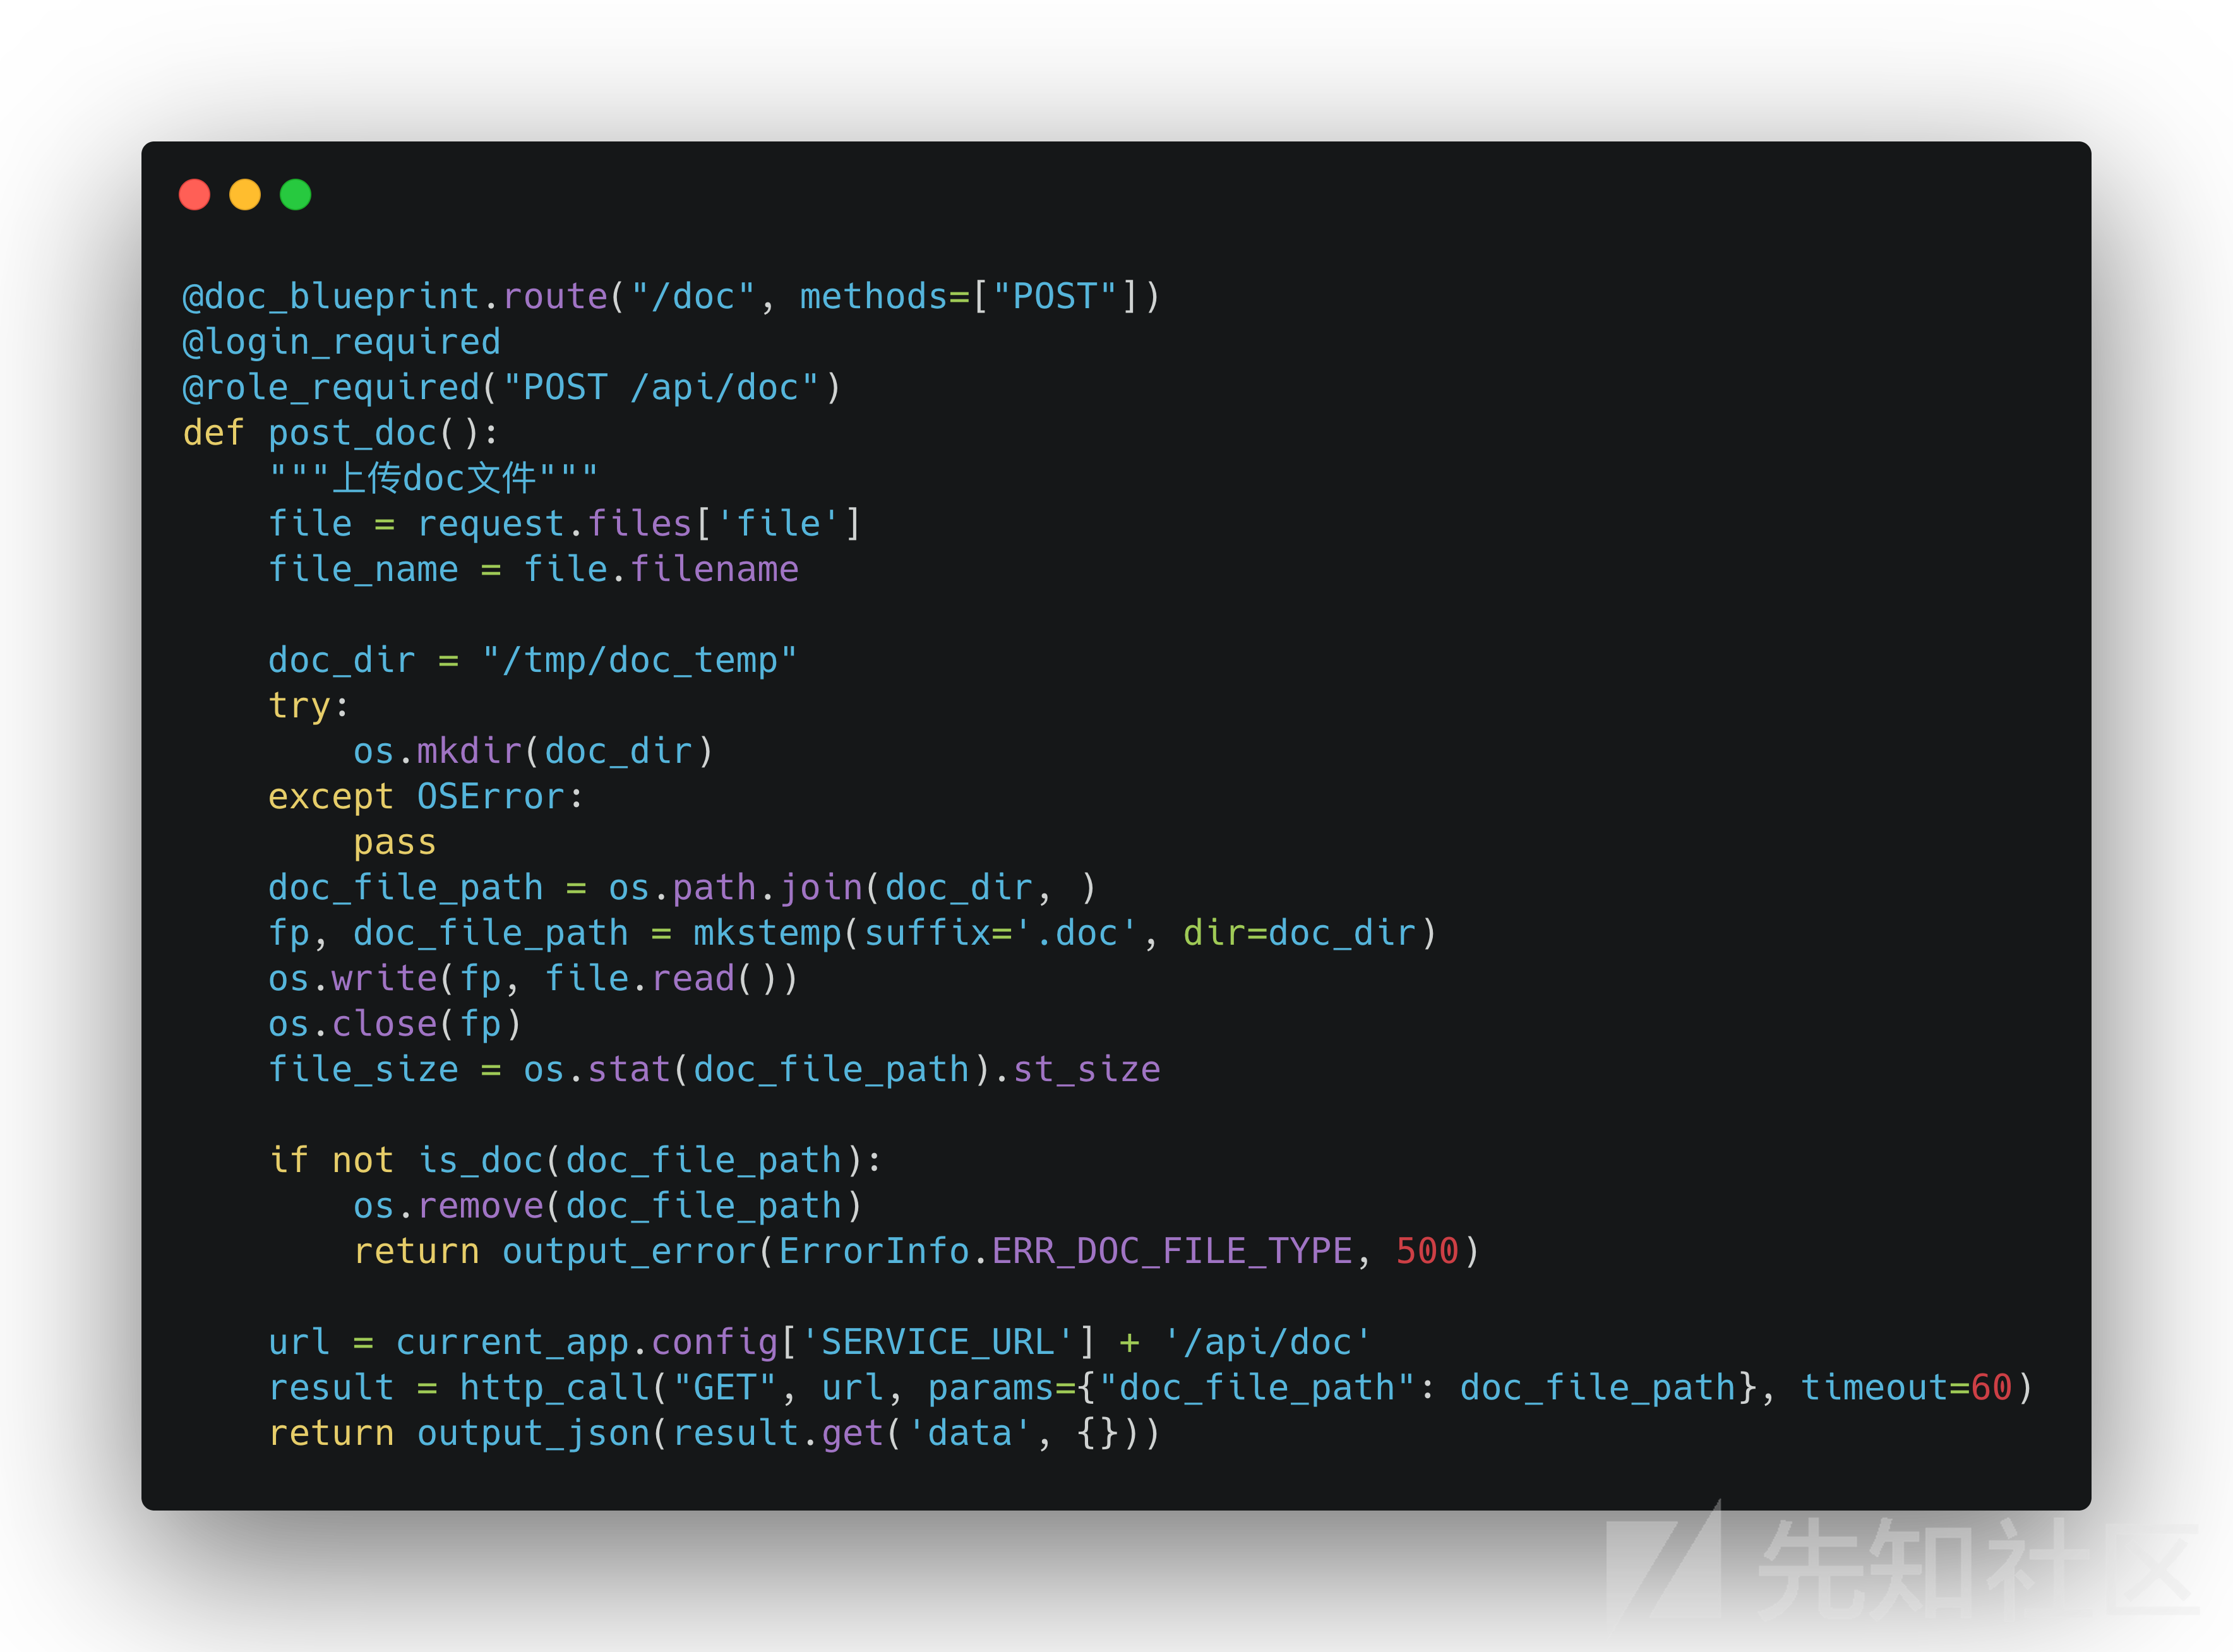 @doc_blueprint.route("/doc", methods=["POST"])
@login_required
@role_required("POST /api/doc")
def post_doc():
    """上传doc文件"""
    file = request.files['file']
    file_name = file.filename

    doc_dir = "/tmp/doc_temp"
    try:
        os.mkdir(doc_dir)
    except OSError:
        pass
    doc_file_path = os.path.join(doc_dir, )
    fp, doc_file_path = mkstemp(suffix='.doc', dir=doc_dir)
    os.write(fp, file.read())
    os.close(fp)
    file_size = os.stat(doc_file_path).st_size

    if not is_doc(doc_file_path):
        os.remove(doc_file_path)
        return output_error(ErrorInfo.ERR_DOC_FILE_TYPE, 500)

    url = current_app.config['SERVICE_URL'] + '/api/doc'
    result = http_call("GET", url, params={"doc_file_path": doc_file_path}, timeout=60)
    return output_json(result.get('data', {}))
先知社区